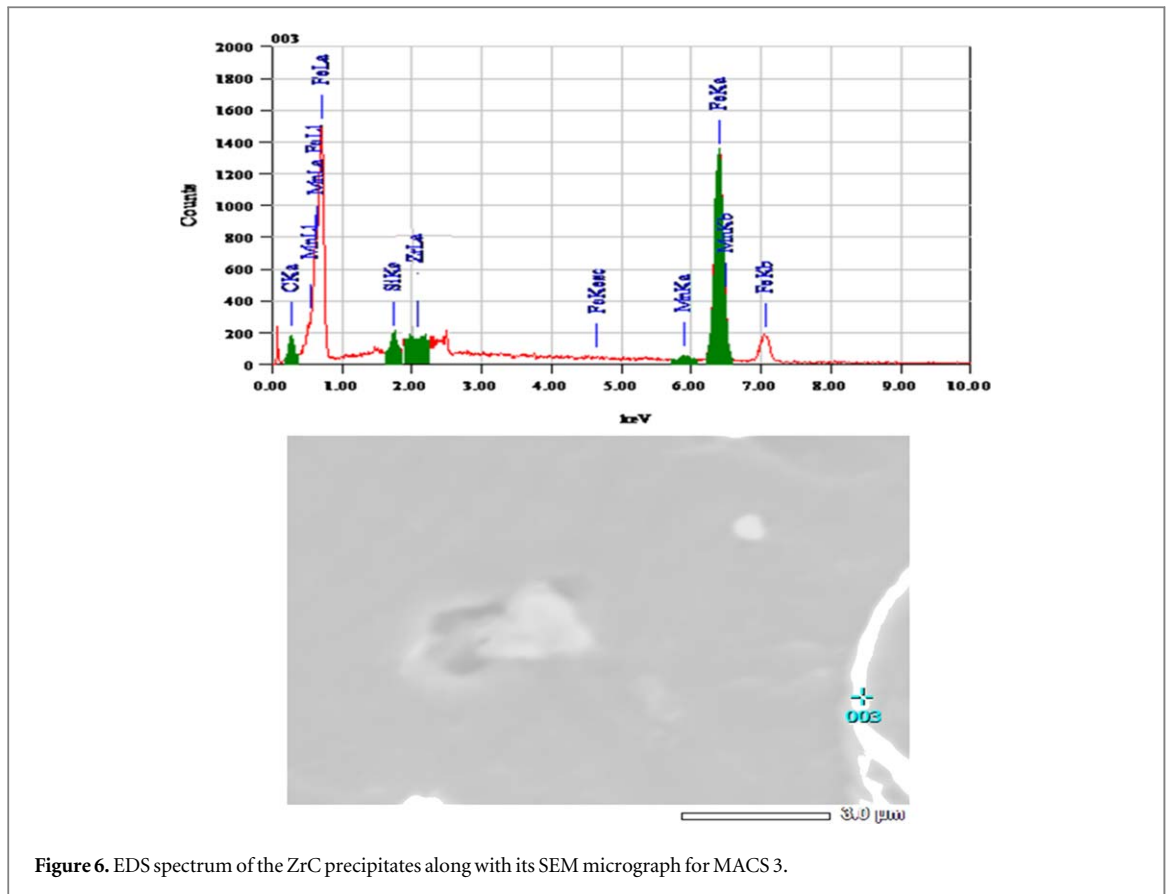 003
2000
1800
1600
1400
1200
1000
800
600
400
200
0
Counts
CKa
MnLl
MnLa
FeLl
FeLa
SiKa
ZrLa
FeKesc
MnKa
FeKa
MnKb
FeKb
0.00 1.00 2.00 3.00 4.00 5.00 6.00 7.00 8.00 9.00 10.00
keV
003
3.0 µm
Figure 6. EDS spectrum of the ZrC precipitates along with its SEM micrograph for MACS 3.